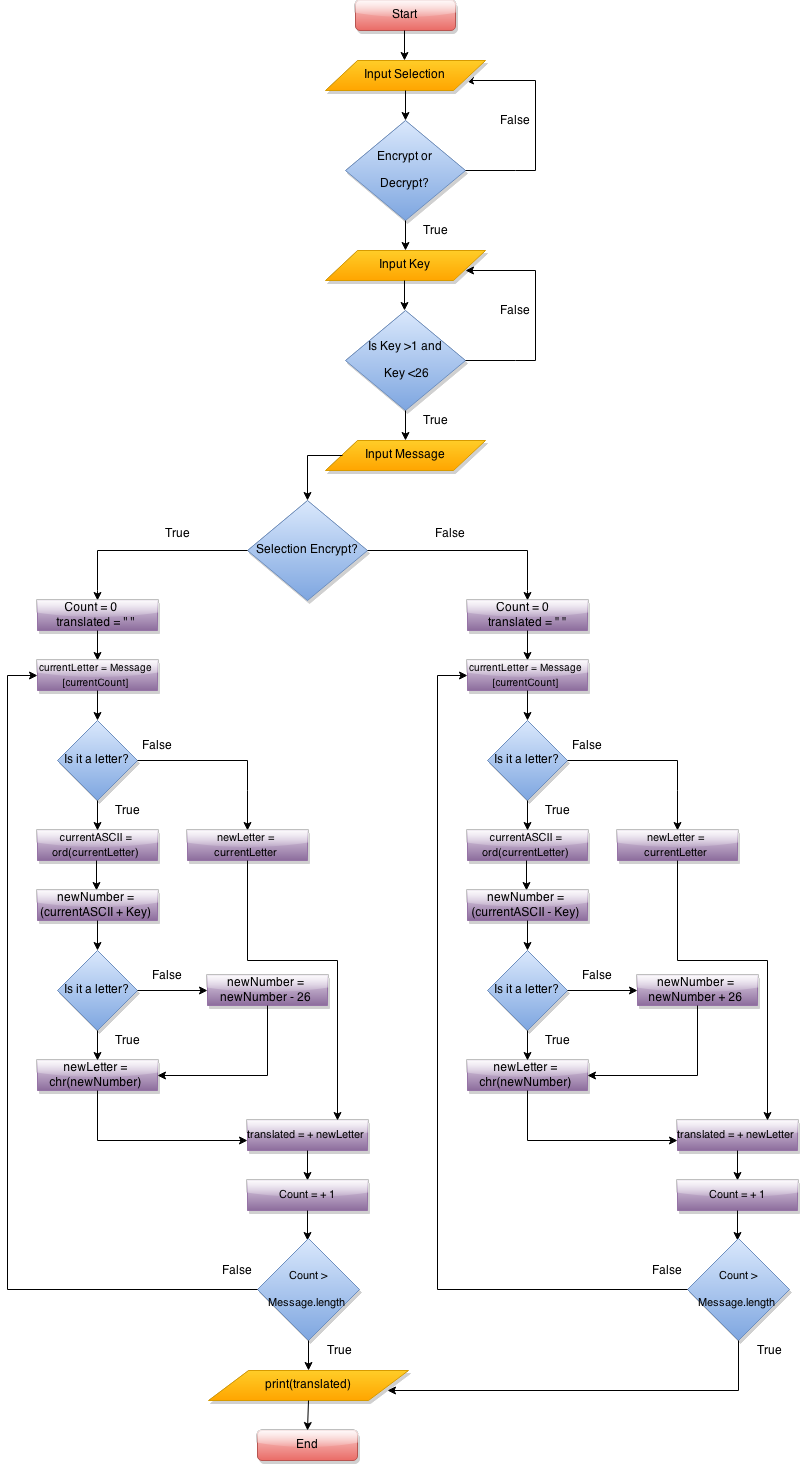 Start
Input Selection
False
Encrypt or
Decrypt?
True
Input Key
False
Is Key >1 and
Key <26
True
Input Message
True
False
Selection Encrypt?
Count = 0
translated = " "
currentLetter = Message
[currentCount]
False
Is it a letter?
True
currentASCII =
ord(currentLetter)
newLetter =
currentLetter
newNumber =
(currentASCII + Key)
Is it a letter?
False
newNumber =
newNumber - 26
True
newLetter =
chr(newNumber)
translated = + newLetter
Count = + 1
False
Count >
Message.length
True
Count = 0
translated = " "
currentLetter = Message
[currentCount]
False
Is it a letter?
True
currentASCII =
ord(currentLetter)
newLetter =
currentLetter
newNumber =
(currentASCII - Key)
Is it a letter?
False
newNumber =
newNumber + 26
True
newLetter =
chr(newNumber)
translated = + newLetter
Count = + 1
False
Count >
Message.length
True
print(translated)
End